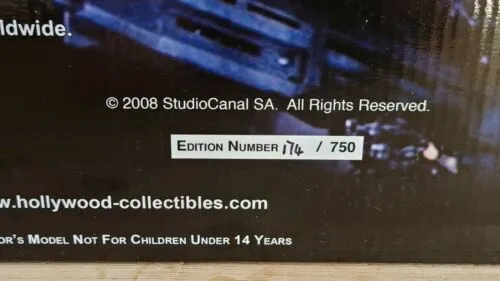 ldwide.
© 2008 StudioCanal SA. All Rights Reserved.
EDITION NUMBER 174 / 750
w.hollywood-collectibles.com
or's MODEL NOT FOR CHILDREN UNDER 14 YEARS